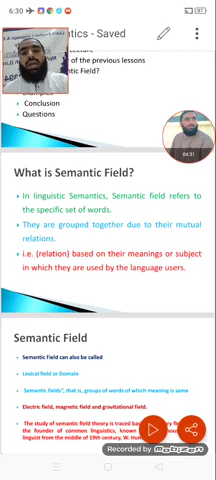 6:30
37
ntics - Saved
Lecture
of the previous lessons
antic Field?
Examples
Conclusion
Questions
04:31
What is Semantic Field?
In linguistic Semantics, Semantic field refers to
the specific set of words.
They are grouped together due to their mutual
relations.
i.e. (relation) based on their meanings or subject
in which they are used by the language users.
Semantic Field
Semantic Field can also be called
Lexical field or Domain
Semantic fields", that is, groups of words of which meaning is same
Electric field, magnetic field and gravitational field.
The study of semantic field theory is traced back
the founder of common linguistics, known
linguist from the middle of 19th century, W.
RECORDED WITH
Mobizen